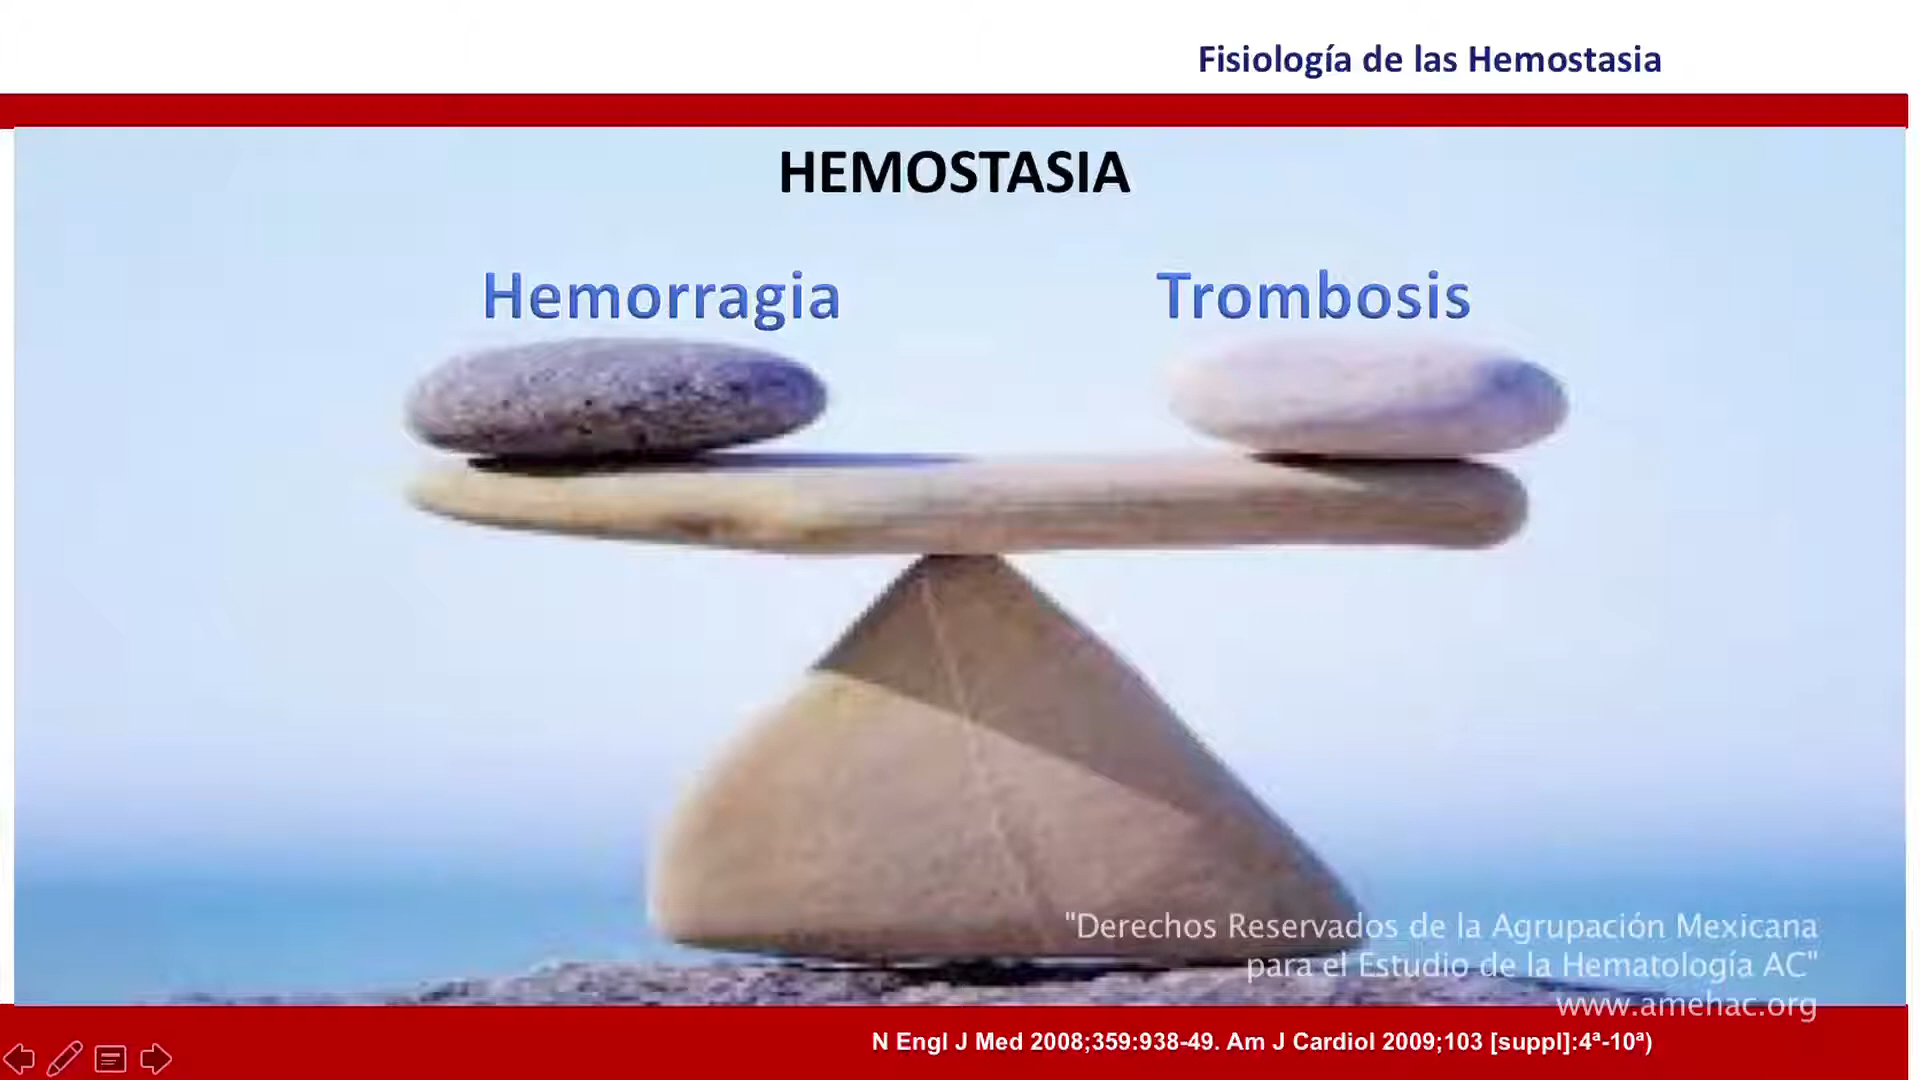 Fisiología de las Hemostasia
HEMOSTASIA
Hemorragia
Trombosis
"Derechos Reservados de la Agrupación Mexicana
para el Estudio de la Hematología AC"
www.amehac.org
N Engl J Med 2008;359:938-49. Am J Cardiol 2009;103 [suppl]:4ª-10ª)